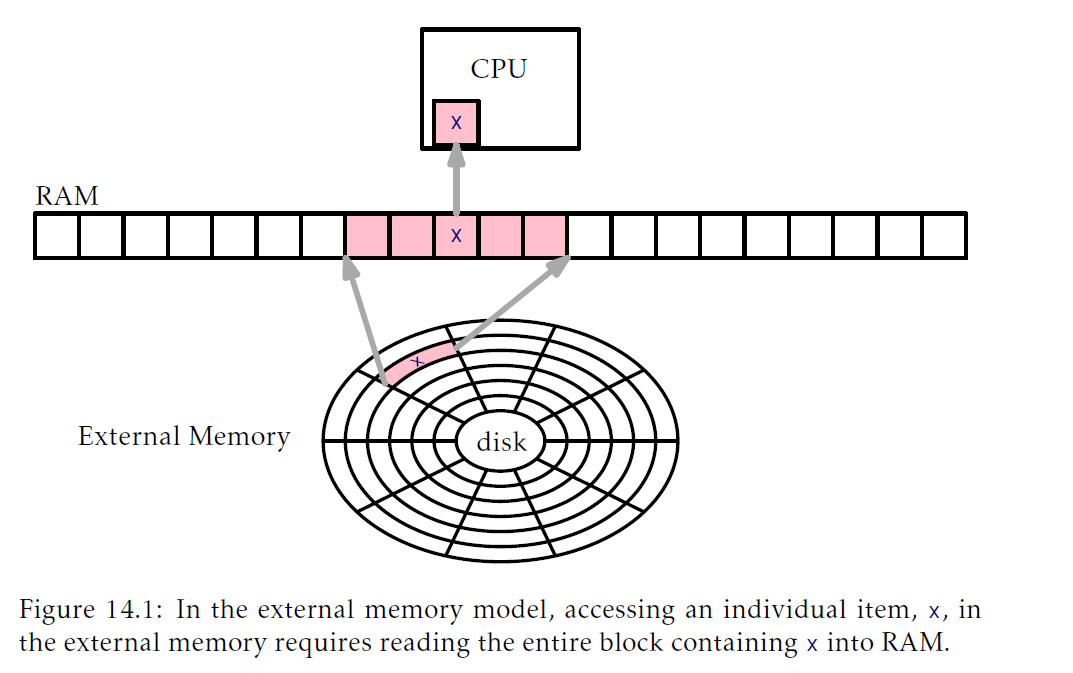 CPU
x
RAM
x
x
External Memory
disk
Figure 14.1: In the external memory model, accessing an individual item, x, in
the external memory requires reading the entire block containing x into RAM.